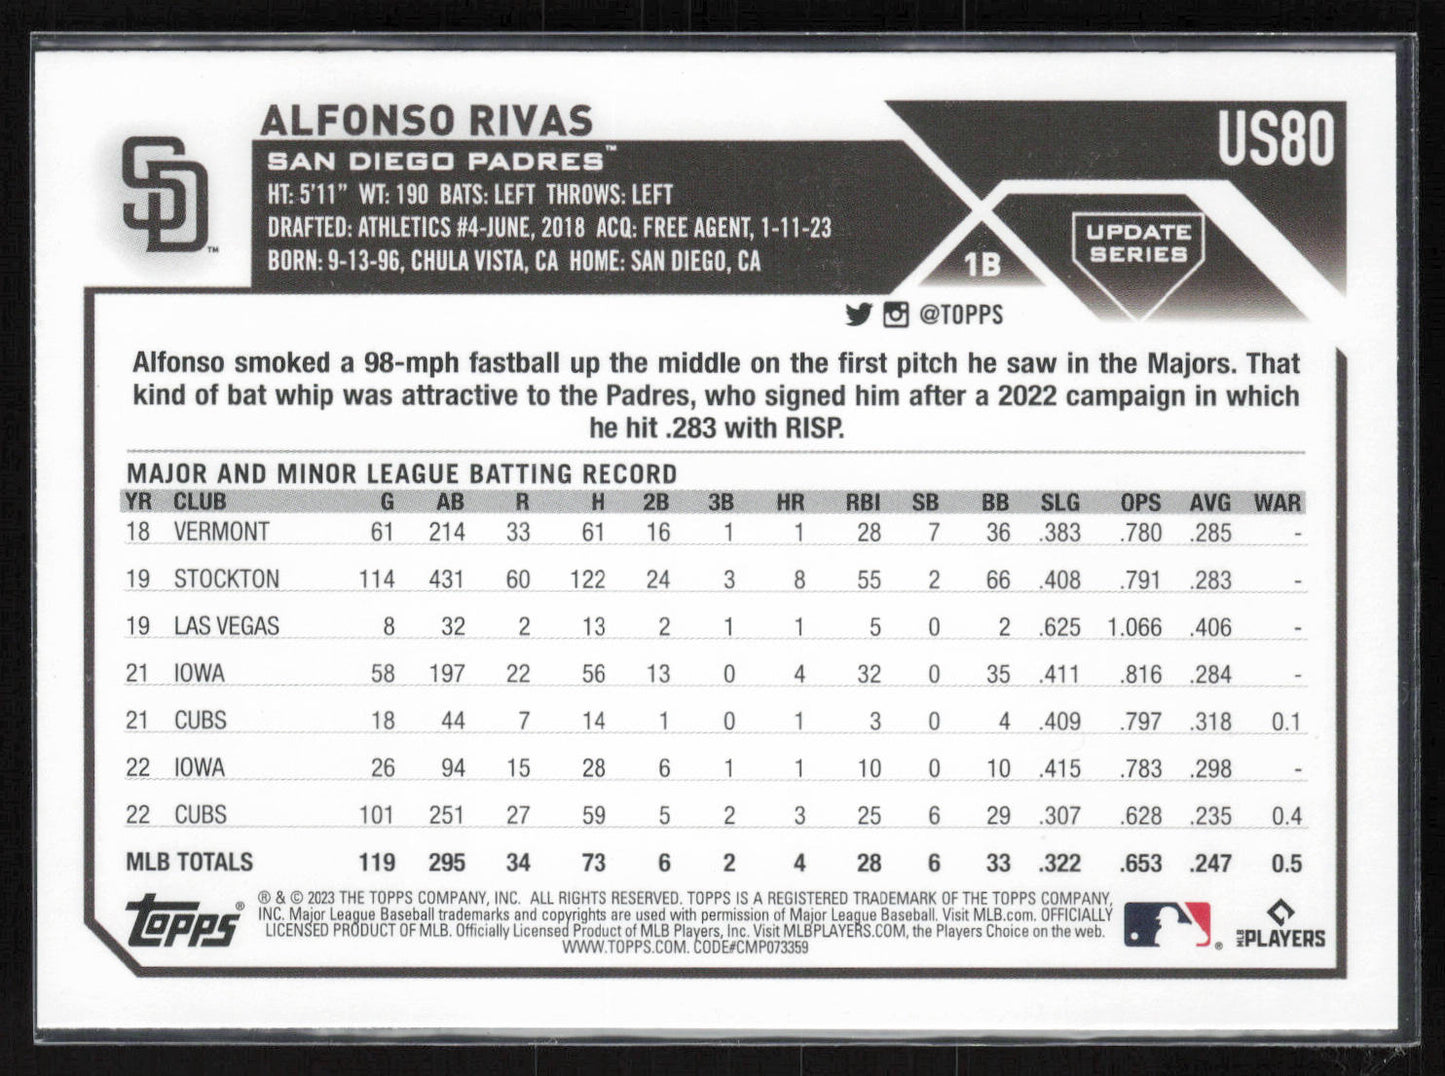 ALFONSO RIVAS
US80
SAN DIEGO PADRES™
HT: 5'11" WT: 190 BATS: LEFT THROWS: LEFT
DRAFTED: ATHLETICS #4-JUNE, 2018 ACQ: FREE AGENT, 1-11-23
BORN: 9-13-96, CHULA VISTA, CA HOME: SAN DIEGO, CA
SD™
1B
UPDATE
SERIES
@TOPPS
Alfonso smoked a 98-mph fastball up the middle on the first pitch he saw in the Majors. That
kind of bat whip was attractive to the Padres, who signed him after a 2022 campaign in which
he hit .283 with RISP.
MAJOR AND MINOR LEAGUE BATTING RECORD
YR CLUB G AB R H 2B 3B HR RBI SB BB SLG OPS AVG WAR
18 VERMONT 61 214 33 61 16 1 1 28 7 36 .383 .780 .285 -
19 STOCKTON 114 431 60 122 24 3 8 55 2 66 .408 .791 .283 -
19 LAS VEGAS 8 32 2 13 2 1 1 5 0 2 .625 1.066 .406 -
21 IOWA 58 197 22 56 13 0 4 32 0 35 .411 .816 .284 -
21 CUBS 18 44 7 14 1 0 1 3 0 4 .409 .797 .318 0.1
22 IOWA 26 94 15 28 6 1 1 10 0 10 .415 .783 .298 -
22 CUBS 101 251 27 59 5 2 3 25 6 29 .307 .628 .235 0.4
MLB TOTALS 119 295 34 73 6 2 4 28 6 33 .322 .653 .247 0.5
TOPPS®
® & © 2023 THE TOPPS COMPANY, INC. ALL RIGHTS RESERVED. TOPPS IS A REGISTERED TRADEMARK OF THE TOPPS COMPANY,
INC. Major League Baseball trademarks and copyrights are used with permission of Major League Baseball. Visit MLB.com. OFFICIALLY
LICENSED PRODUCT OF MLB. Officially Licensed Product of MLB Players, Inc. Visit MLBPLAYERS.COM, the Players Choice on the web.
WWW.TOPPS.COM. CODE#CMP073359
®
MLB PLAYERS